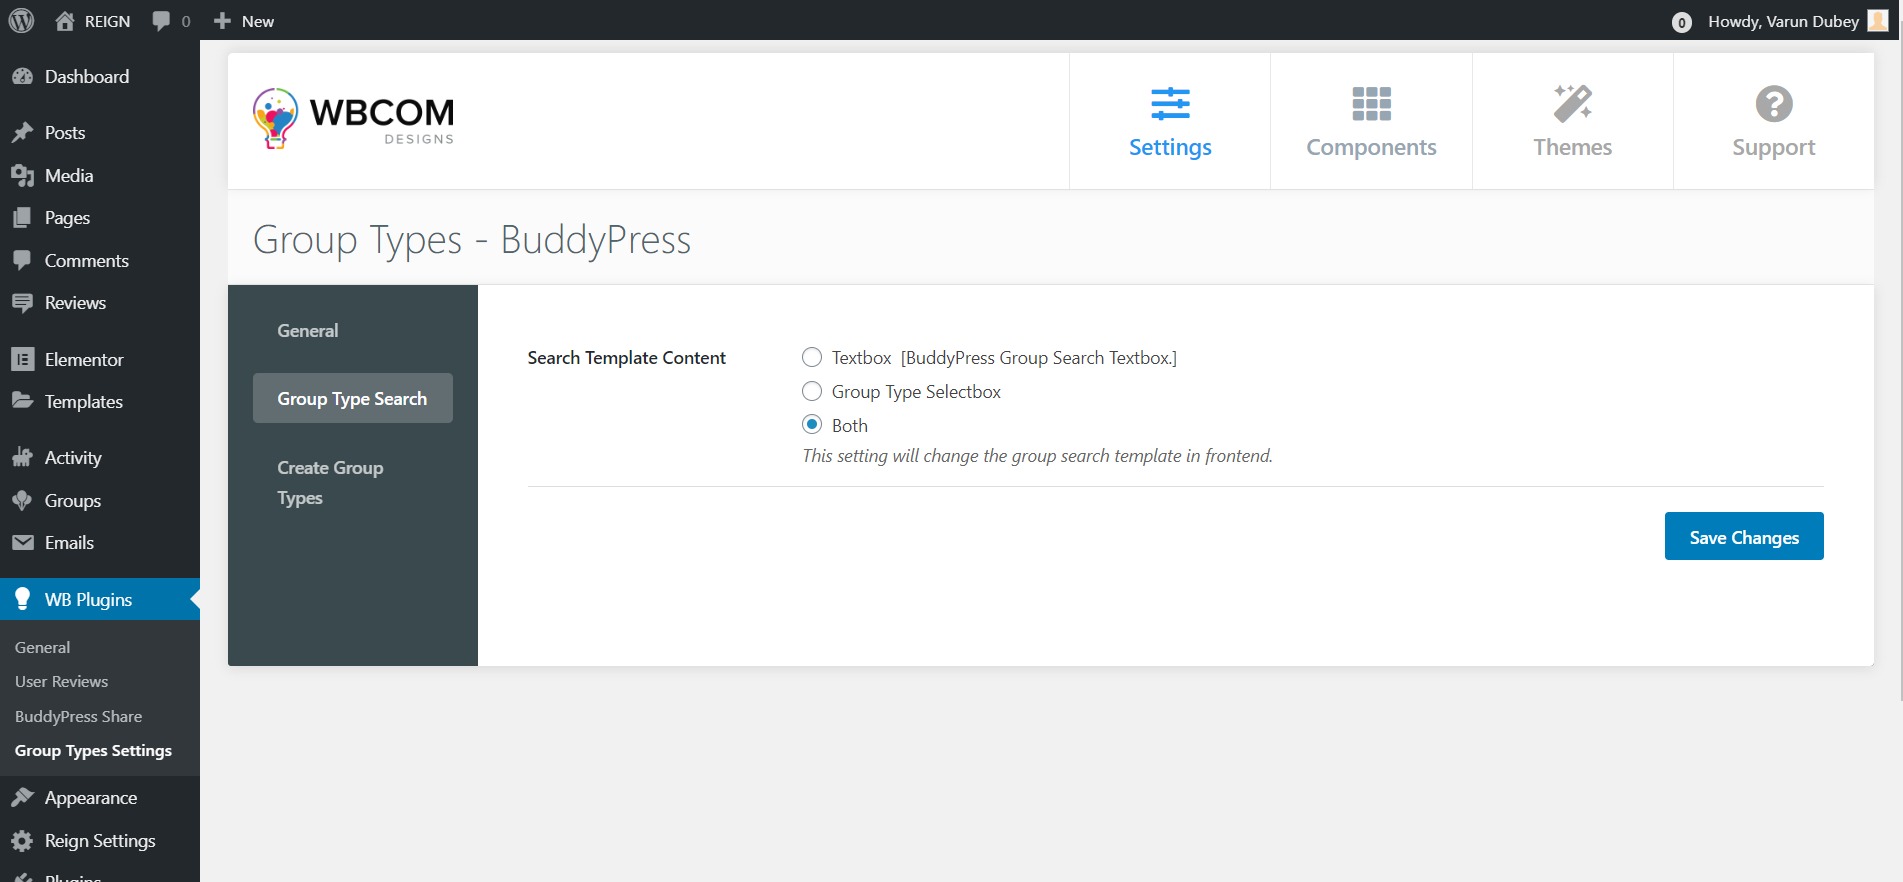 REIGN
0
New
0
Howdy, Varun Dubey
Dashboard
Posts
Media
Pages
Comments
Reviews
Elementor
Templates
Activity
Groups
Emails
WB Plugins
General
User Reviews
BuddyPress Share
Group Types Settings
Appearance
Reign Settings
Plugins
WBCOM
DESIGNS
Settings
Components
Themes
Support
Group Types - BuddyPress
General
Group Type Search
Create Group
Types
Search Template Content
Textbox [BuddyPress Group Search Textbox.]
Group Type Selectbox
Both
This setting will change the group search template in frontend.
Save Changes